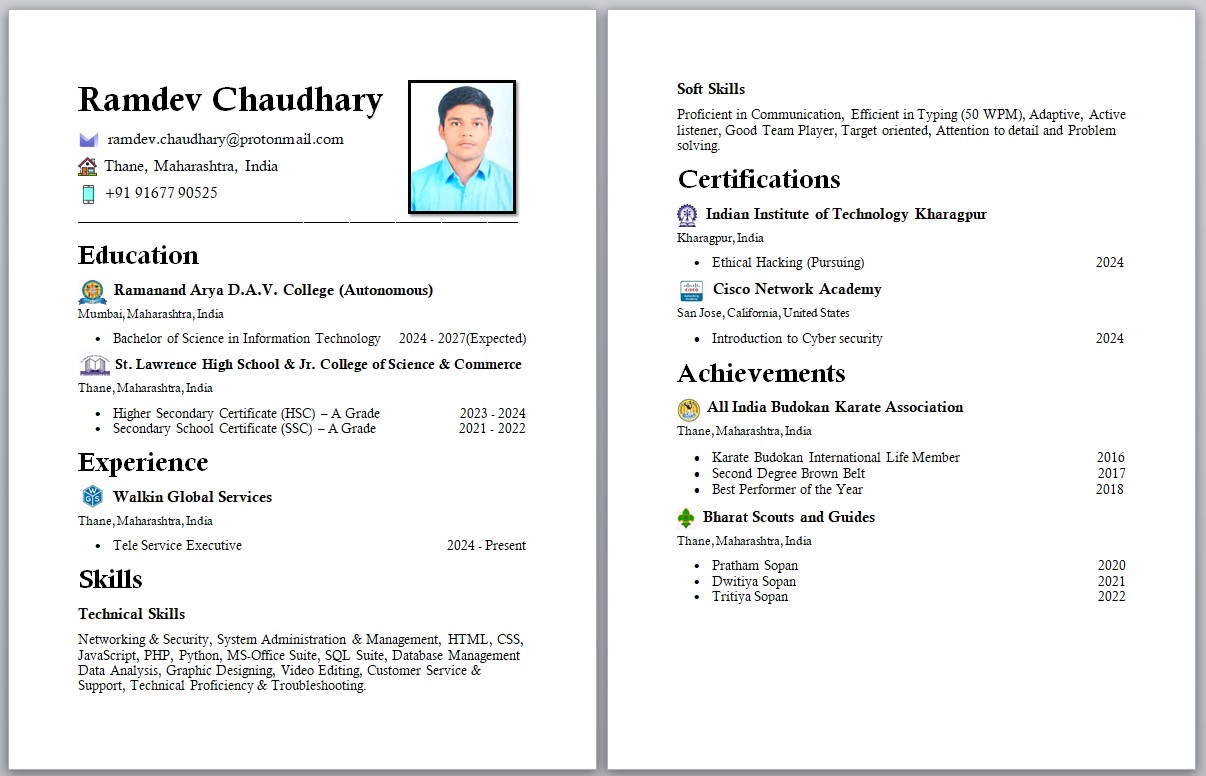 Ramdev Chaudhary
ramdev.chaudhary@protonmail.com
Thane, Maharashtra, India
+91 91677 90525
Education
Ramanand Arya D.A.V. College (Autonomous)
Mumbai, Maharashtra, India
• Bachelor of Science in Information Technology 2024 - 2027(Expected)
St. Lawrence High School & Jr. College of Science & Commerce
Thane, Maharashtra, India
• Higher Secondary Certificate (HSC) – A Grade 2023 - 2024
• Secondary School Certificate (SSC) – A Grade 2021 - 2022
Experience
WGS
Walkin Global Services
Thane, Maharashtra, India
• Tele Service Executive 2024 - Present
Skills
Technical Skills
Networking & Security, System Administration & Management, HTML, CSS,
JavaScript, PHP, Python, MS-Office Suite, SQL Suite, Database Management
Data Analysis, Graphic Designing, Video Editing, Customer Service &
Support, Technical Proficiency & Troubleshooting.
Soft Skills
Proficient in Communication, Efficient in Typing (50 WPM), Adaptive, Active
listener, Good Team Player, Target oriented, Attention to detail and Problem
solving.
Certifications
Indian Institute of Technology Kharagpur
Kharagpur, India
• Ethical Hacking (Pursuing) 2024
CISCO
Cisco Network Academy
San Jose, California, United States
• Introduction to Cyber security 2024
Achievements
All India Budokan Karate Association
Thane, Maharashtra, India
• Karate Budokan International Life Member 2016
• Second Degree Brown Belt 2017
• Best Performer of the Year 2018
Bharat Scouts and Guides
Thane, Maharashtra, India
• Pratham Sopan 2020
• Dwitiya Sopan 2021
• Tritiya Sopan 2022